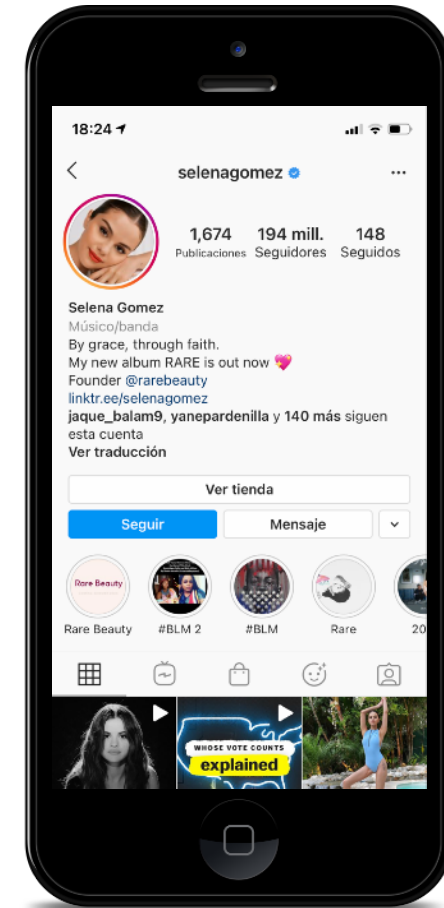 18:24
selenagomez
1,674 194 mill. 148
Publicaciones Seguidores Seguidos
Selena Gomez
Músico/banda
By grace, through faith.
My new album RARE is out now 💖
Founder @rarebeauty
linktr.ee/selenagomez
jaque_balam9, yanepardenilla y 140 más siguen
esta cuenta
Ver traducción
Ver tienda
Seguir Mensaje
Rare Beauty
Rare Beauty #BLM 2 #BLM Rare 20
WHOSE VOTE COUNTS
explained